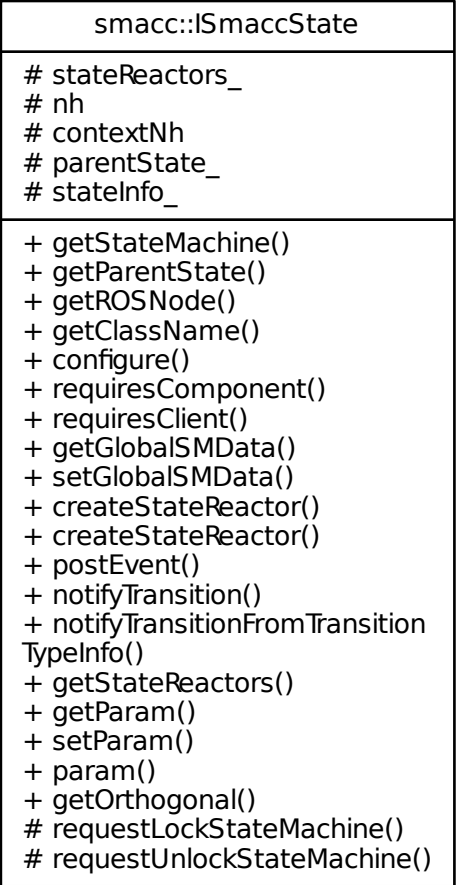 smacc::ISmaccState
# stateReactors_
# nh
# contextNh
# parentState_
# stateInfo_
+ getStateMachine()
+ getParentState()
+ getROSNode()
+ getClassName()
+ configure()
+ requiresComponent()
+ requiresClient()
+ getGlobalSMData()
+ setGlobalSMData()
+ createStateReactor()
+ createStateReactor()
+ postEvent()
+ notifyTransition()
+ notifyTransitionFromTransition
TypeInfo()
+ getStateReactors()
+ getParam()
+ setParam()
+ param()
+ getOrthogonal()
# requestLockStateMachine()
# requestUnlockStateMachine()